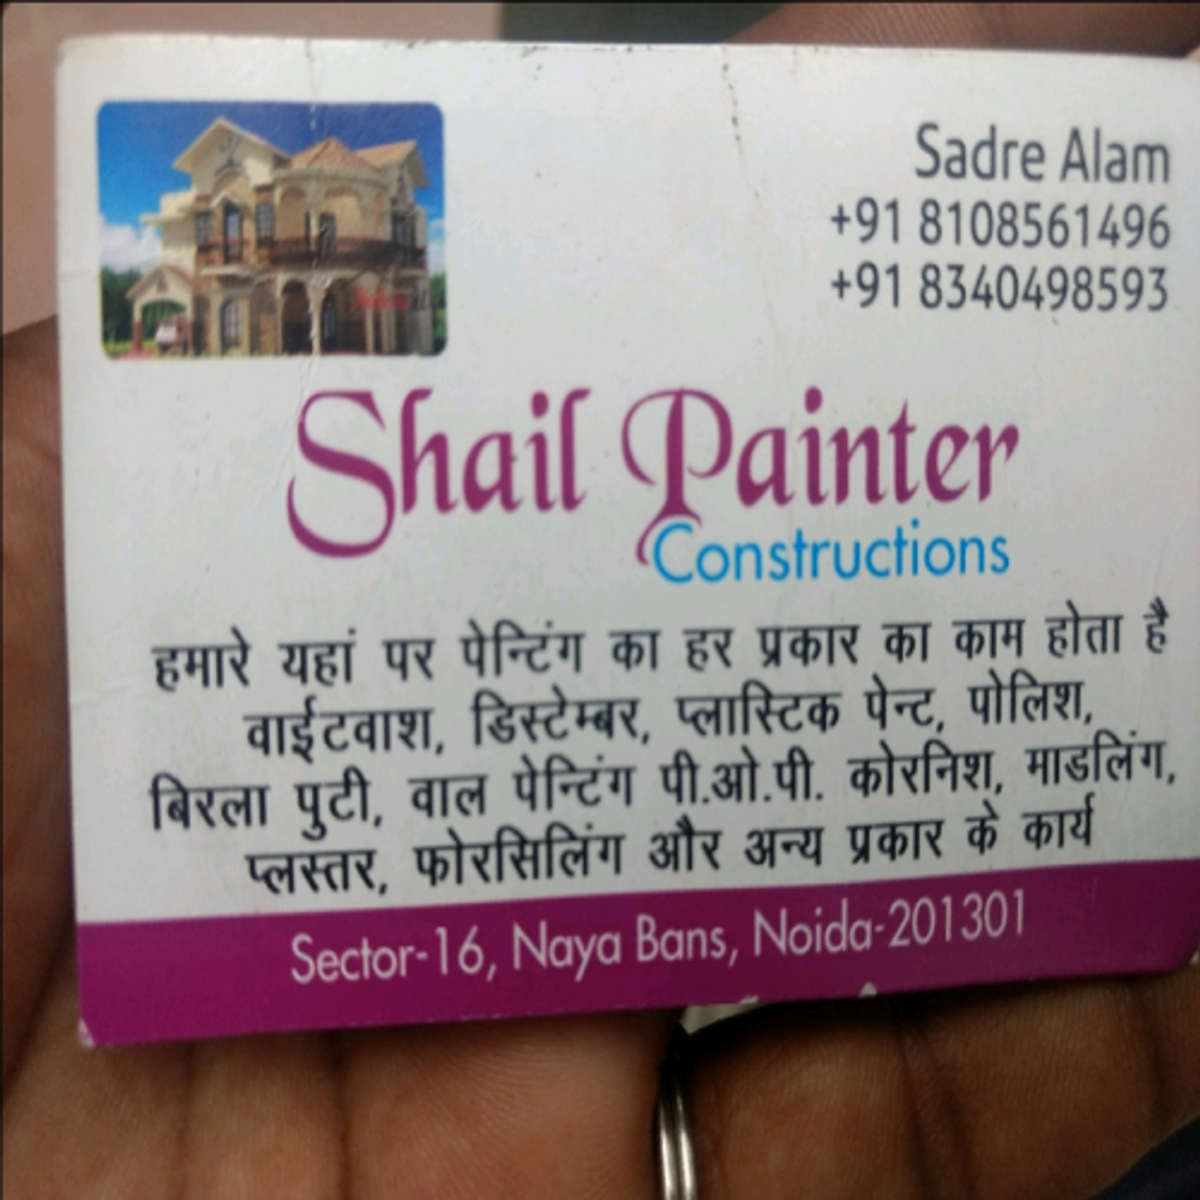 Sadre Alam
+91 8108561496
+91 8340498593
Shail Painter
Constructions
हमारे यहां पर पेन्टिंग का हर प्रकार का काम होता है
वाईटवाश, डिस्टेम्बर, प्लास्टिक पेन्ट, पोलिश,
बिरला पुटी, वाल पेन्टिंग पी.ओ.पी. कोरनिश, माडलिंग,
प्लस्तर, फोरसिलिंग और अन्य प्रकार के कार्य
Sector-16, Naya Bans, Noida-201301